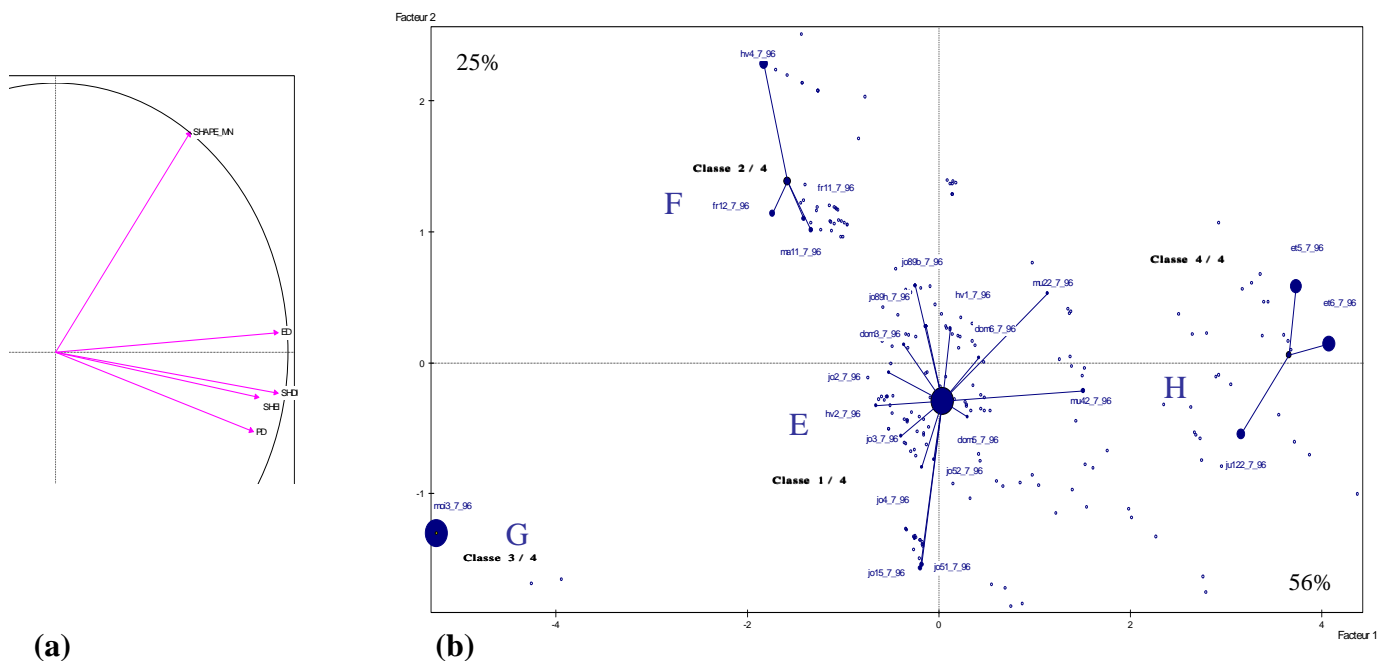 SHAPE_MN
ED
SHDI
SHEI
PD
(a)
Facteur 2
25%
hv4_7_96
2
Classe 2 / 4
F
fr11_7_96
fr12_7_96
1
ma11_7_96
et5_7_96
Classe 4 / 4
jo89b_7_96
mu22_7_96
jo89h_7_96
hv1_7_96
et6_7_96
dom3_7_96
dom6_7_96
0
jo2_7_96
H
mu42_7_96
hv2_7_96
E
jo3_7_96
dom5_7_96
ju122_7_96
jo52_7_96
Classe 1 / 4
-1
jo4_7_96
moi3_7_96
G
Classe 3 / 4
jo15_7_96
jo51_7_96
56%
-4
-2
0
2
4
Facteur 1
(b)